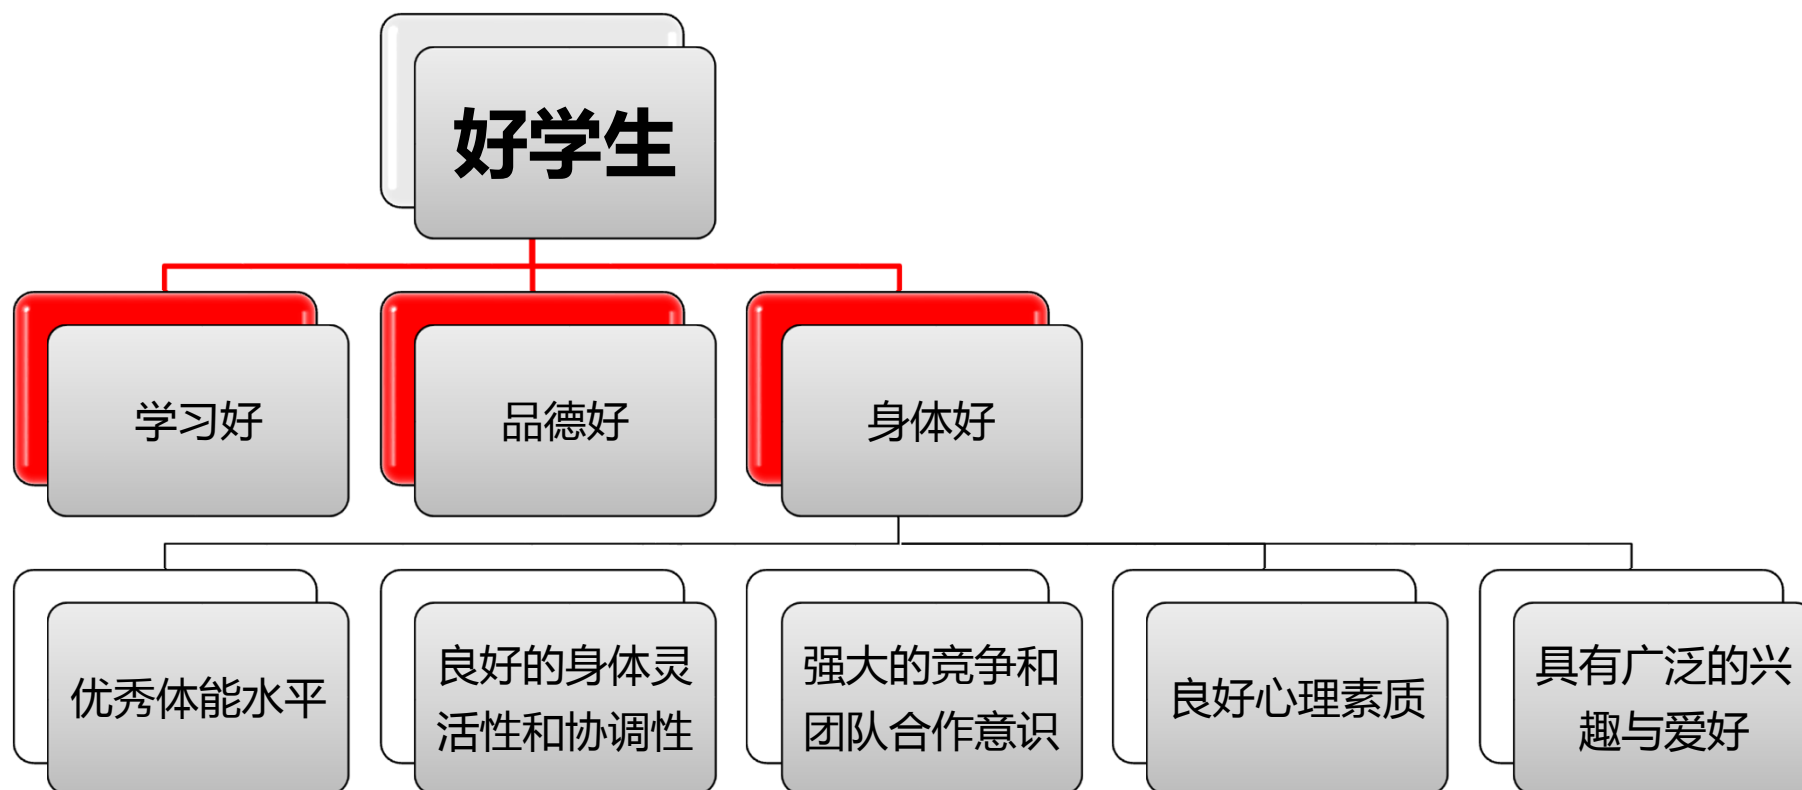 好学生
学习好
品德好
身体好
优秀体能水平
良好的身体灵
活性和协调性
强大的竞争和
团队合作意识
良好心理素质
具有广泛的兴
趣与爱好